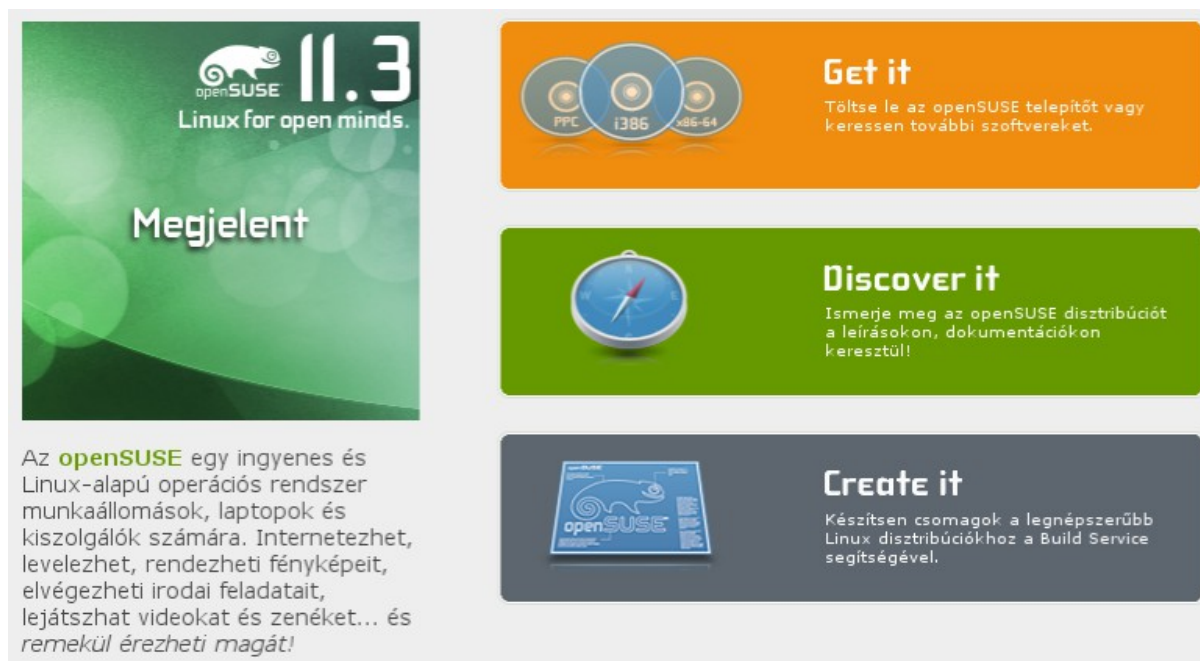 openSUSE 11.3
Linux for open minds.
Megjelent
Az openSUSE egy ingyenes és
Linux-alapú operációs rendszer
munkaállomások, laptopok és
kiszolgálók számára. Internetezhet,
levelezhet, rendezheti fényképeit,
elvégezheti irodai feladatait,
lejátszhat videokat és zenéket... és
remekül érezheti magát!
PPC i386 x86-64
Get it
Töltse le az openSUSE telepítőt vagy
keressen további szoftvereket.
N
W E
S
Discover it
Ismerje meg az openSUSE disztribúciót
a leírásokon, dokumentációkon
keresztül!
openSUSE
openSUSE
Create it
Készítsen csomagok a legnépszerűbb
Linux disztribúciókhoz a Build Service
segítségével.